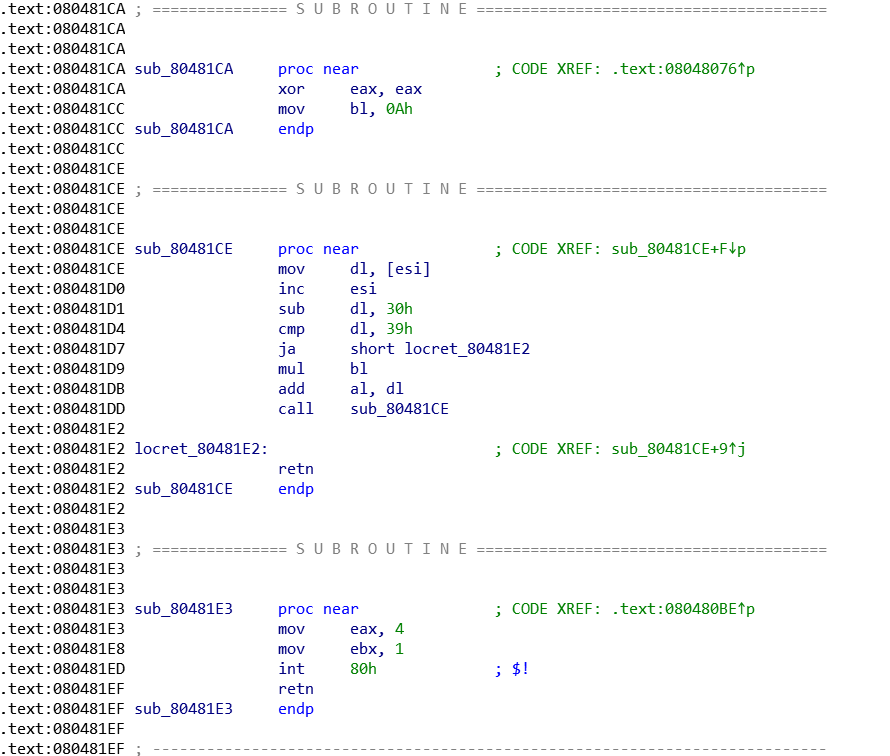 .text:080481CA ; =============== S U B R O U T I N E =======================================
.text:080481CA
.text:080481CA
.text:080481CA sub_80481CA     proc near               ; CODE XREF: .text:08048076↑p
.text:080481CA                 xor     eax, eax
.text:080481CC                 mov     bl, 0Ah
.text:080481CC sub_80481CA     endp
.text:080481CC
.text:080481CE
.text:080481CE ; =============== S U B R O U T I N E =======================================
.text:080481CE
.text:080481CE
.text:080481CE sub_80481CE     proc near               ; CODE XREF: sub_80481CE+F↓p
.text:080481CE                 mov     dl, [esi]
.text:080481D0                 inc     esi
.text:080481D1                 sub     dl, 30h
.text:080481D4                 cmp     dl, 39h
.text:080481D7                 ja      short locret_80481E2
.text:080481D9                 mul     bl
.text:080481DB                 add     al, dl
.text:080481DD                 call    sub_80481CE
.text:080481E2
.text:080481E2 locret_80481E2:                         ; CODE XREF: sub_80481CE+9↑j
.text:080481E2                 retn
.text:080481E2 sub_80481CE     endp
.text:080481E2
.text:080481E3
.text:080481E3 ; =============== S U B R O U T I N E =======================================
.text:080481E3
.text:080481E3
.text:080481E3 sub_80481E3     proc near               ; CODE XREF: .text:080480BE↑p
.text:080481E3                 mov     eax, 4
.text:080481E8                 mov     ebx, 1
.text:080481ED                 int     80h             ; $!
.text:080481EF                 retn
.text:080481EF sub_80481E3     endp
.text:080481EF
.text:080481EF ; ---------------------------------------------------------------------------